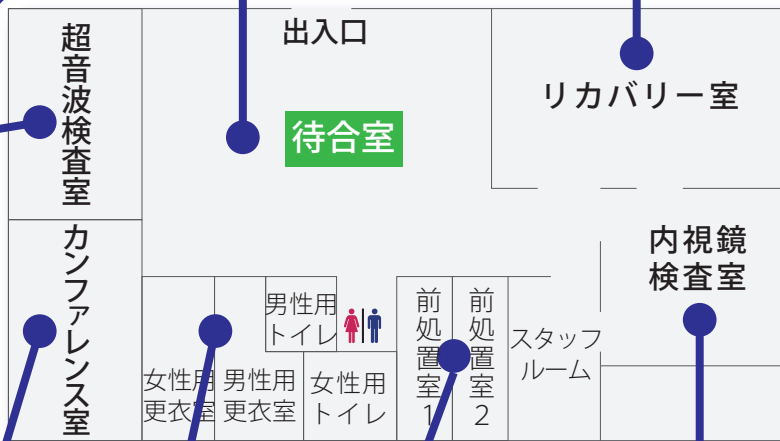 出入口
超音波検査室
待合室
リカバリー室
カンファレンス室
内視鏡
検査室
男性用
トイレ
前処置室1
前処置室2
スタッフ
ルーム
女性用
更衣室
男性用
更衣室
女性用
トイレ